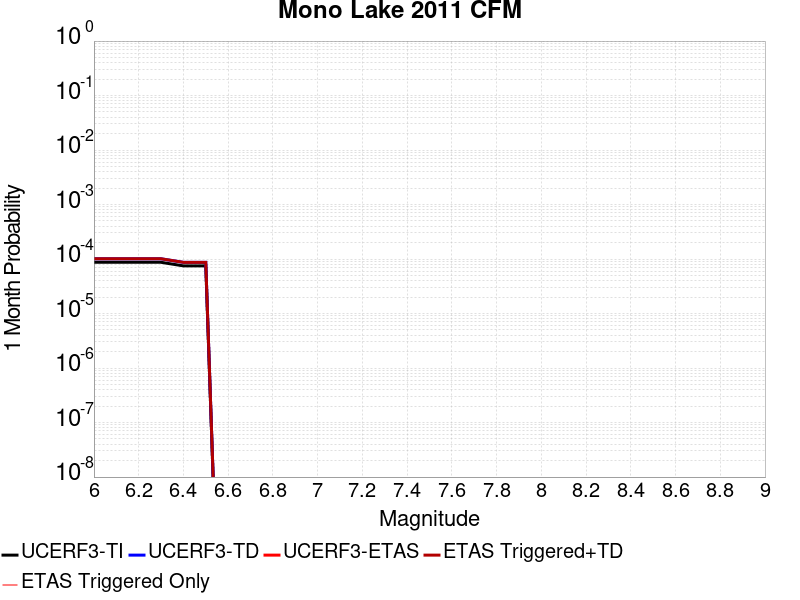 Mono Lake 2011 CFM
10^0
10^-1
10^-2
10^-3
10^-4
10^-5
10^-6
10^-7
10^-8
1 Month Probability
6 6.2 6.4 6.6 6.8 7 7.2 7.4 7.6 7.8 8 8.2 8.4 8.6 8.8 9
Magnitude
UCERF3-TI UCERF3-TD UCERF3-ETAS ETAS Triggered+TD
ETAS Triggered Only